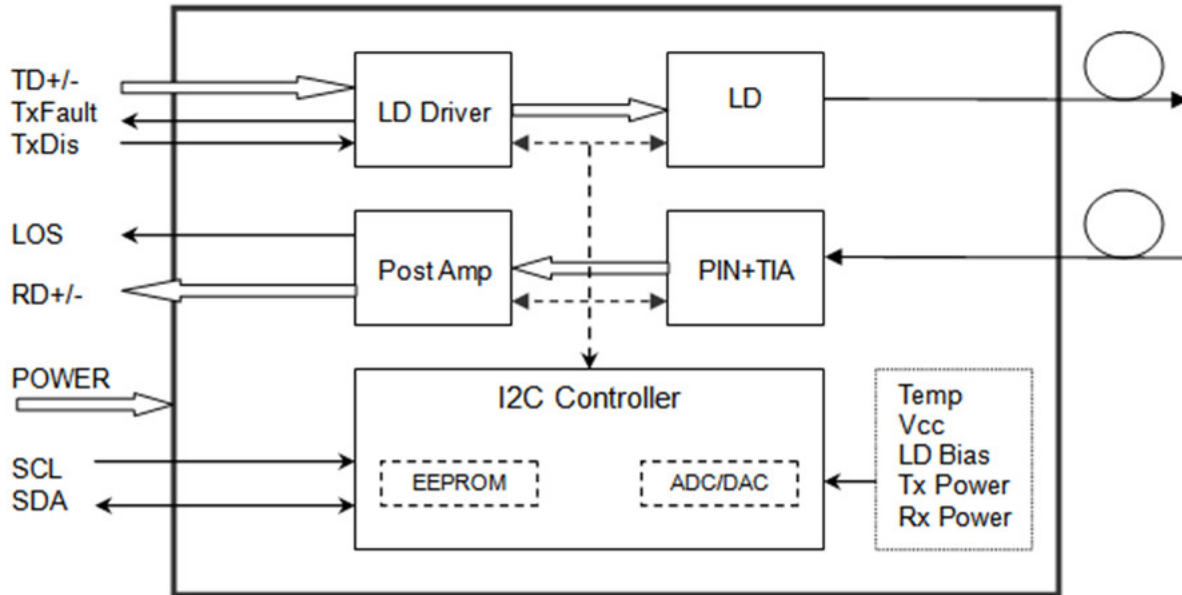 TD+/-
TxFault
TxDis
LD Driver
LD
LOS
RD+/-
Post Amp
PIN+TIA
POWER
SCL
SDA
I2C Controller
EEPROM
ADC/DAC
Temp
Vcc
LD Bias
Tx Power
Rx Power